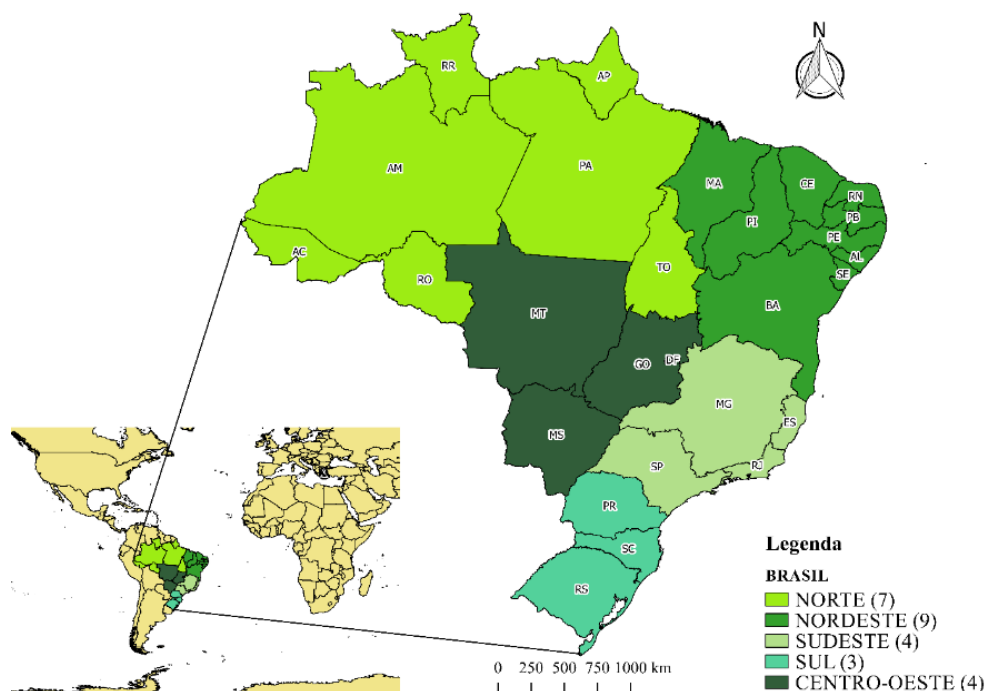 N
RR
AP
AM
PA
MA
CE
RN
PB
PI
PE
AL
SE
AC
RO
TO
BA
MT
GO
DF
MG
ES
MS
SP
RJ
PR
SC
RS
Legenda
BRASIL
NORTE (7)
NORDESTE (9)
SUDESTE (4)
SUL (3)
CENTRO-OESTE (4)
0 250 500 750 1000 km